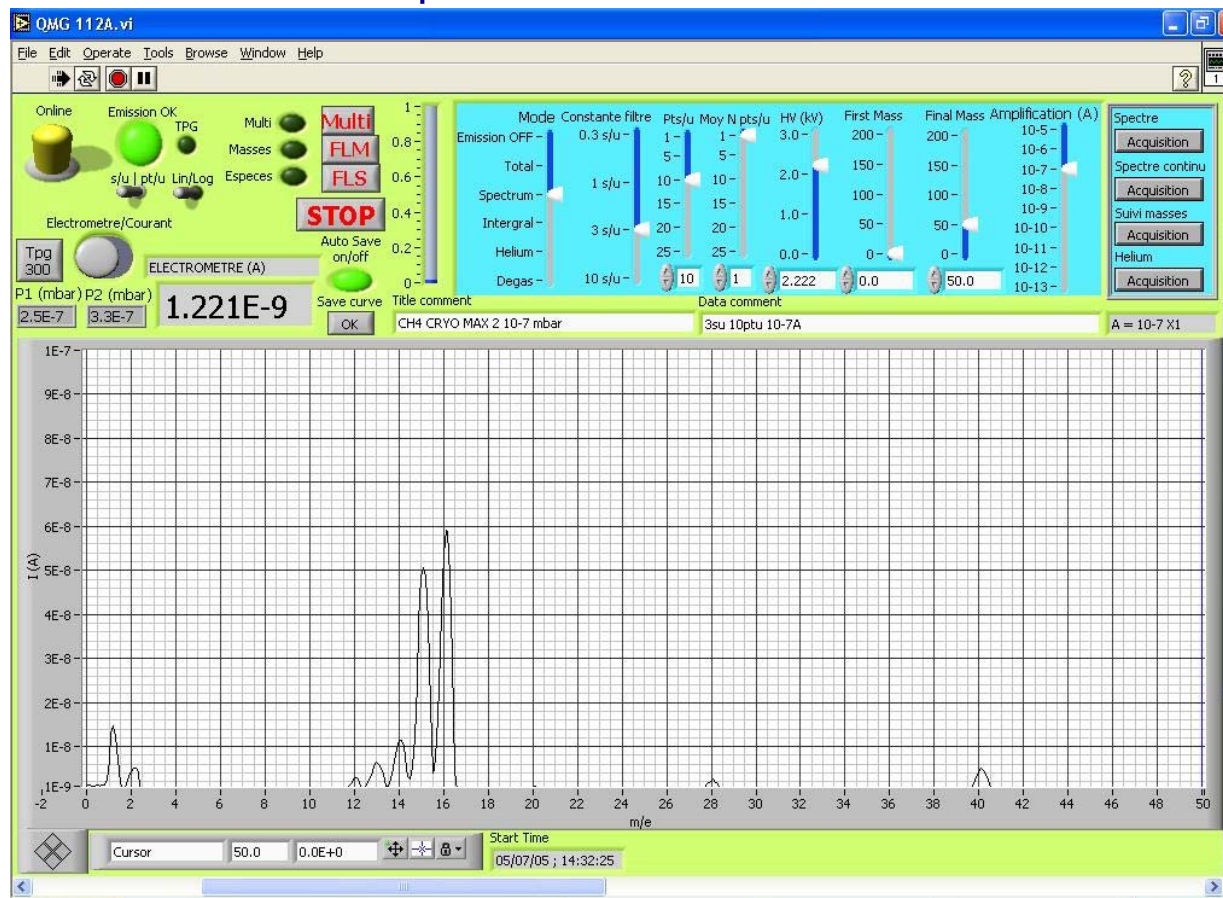 QMG 112A.vi
File Edit Operate Tools Browse Window Help
1
Online Emission OK
TPG
s/u | pt/u Lin/Log
Multi
Masses
Especes
Multi
FLM
FLS
STOP
Electrometre/Courant
Auto Save
on/off
Tpg
300
ELECTROMETRE (A)
P1 (mbar) P2 (mbar)
2.5E-7 3.3E-7
1.221E-9
Save curve
OK
1-
0.8-
0.6-
0.4-
0.2-
0-
Mode
Emission OFF-
Total-
Spectrum-
Intergral-
Helium-
Degas-
Constante filtre
0.3 s/u-
1 s/u-
3 s/u-
10 s/u-
Pts/u
1-
5-
10-
15-
20-
25-
10
Moy N pts/u
1-
5-
10-
15-
20-
25-
1
HV (kV)
3.0-
2.0-
1.0-
0.0-
2.222
First Mass
200-
150-
100-
50-
0-
0.0
Final Mass
200-
150-
100-
50-
0-
50.0
Amplification (A)
10-5-
10-6-
10-7-
10-8-
10-9-
10-10-
10-11-
10-12-
10-13-
Spectre
Acquisition
Spectre continu
Acquisition
Suivi masses
Acquisition
Helium
Acquisition
Title comment
CH4 CRYO MAX 2 10-7 mbar
Data comment
3su 10ptu 10-7A
A = 10-7 X1
1E-7-
9E-8-
8E-8-
7E-8-
6E-8-
5E-8-
4E-8-
3E-8-
2E-8-
1E-8-
1E-9-
I (A)
-2 0 2 4 6 8 10 12 14 16 18 20 22 24 26 28 30 32 34 36 38 40 42 44 46 48 50
m/e
Cursor 50.0 0.0E+0
Start Time
05/07/05 ; 14:32:25